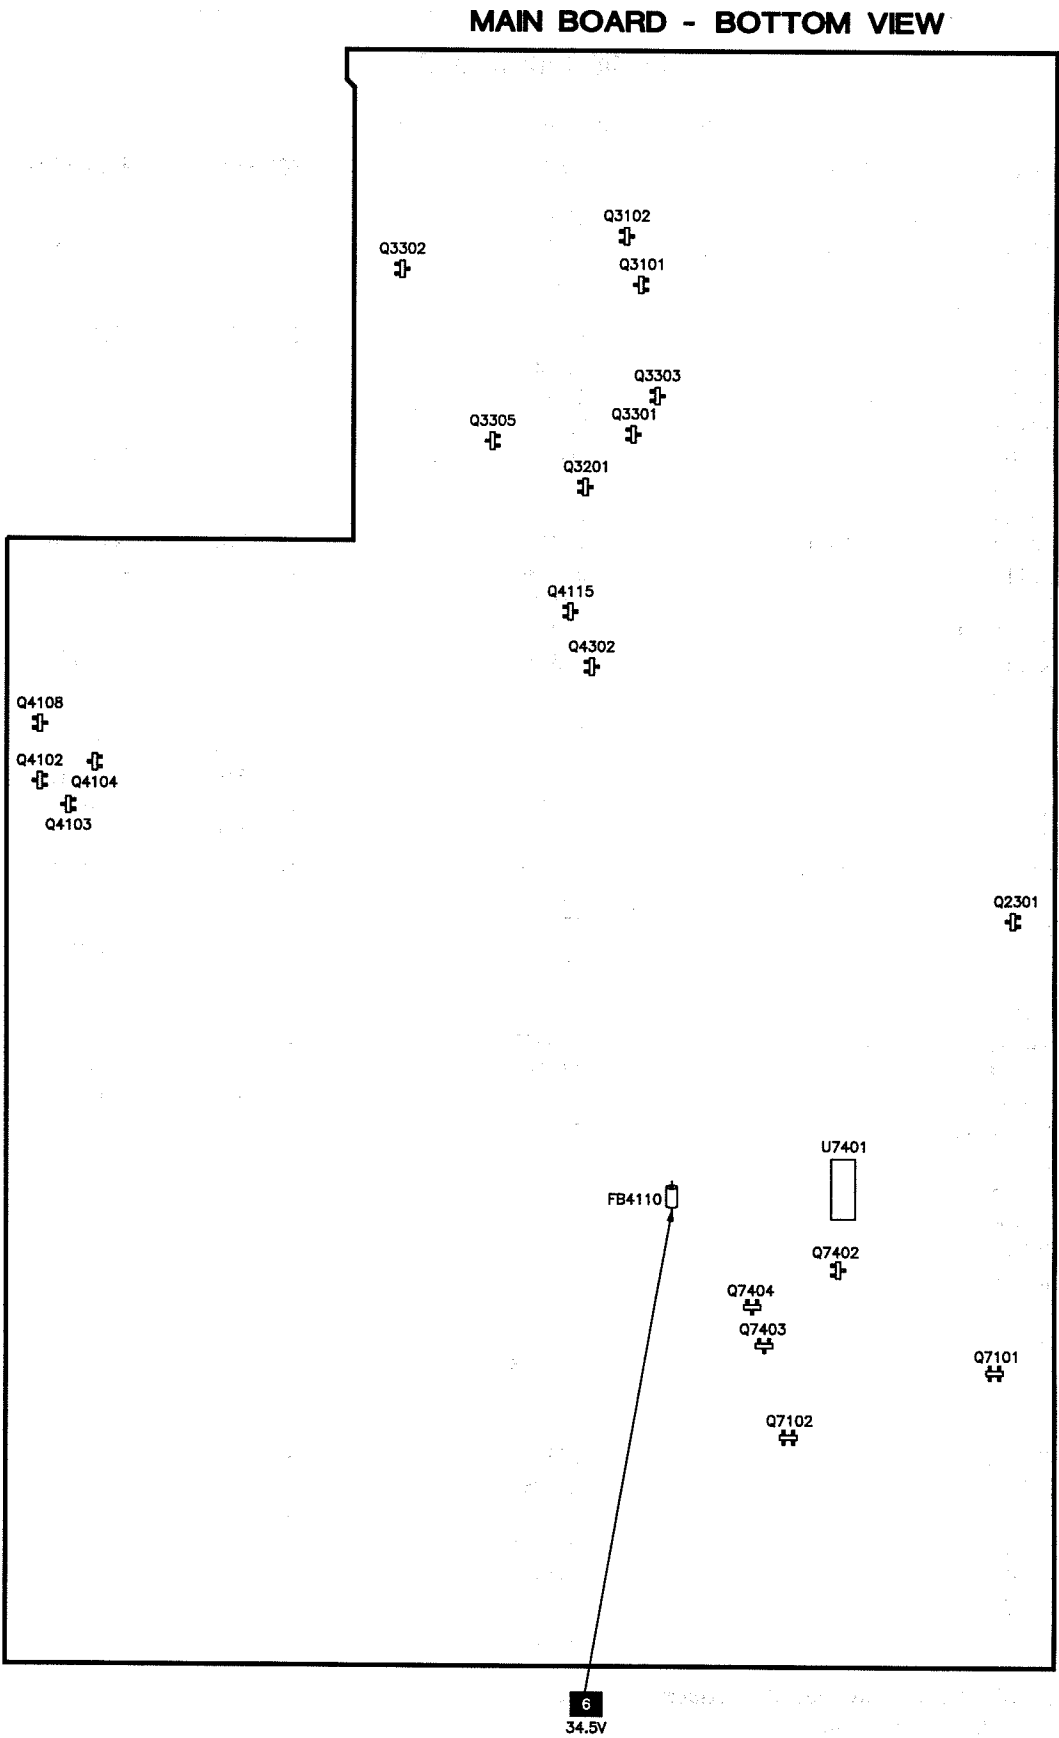 MAIN BOARD - BOTTOM VIEW
Q3102
Q3302
Q3101
Q3303
Q3305
Q3301
Q3201
Q4115
Q4302
Q4108
Q4102
Q4104
Q4103
Q2301
U7401
FB4110
Q7402
Q7404
Q7403
Q7101
Q7102
6
34.5V